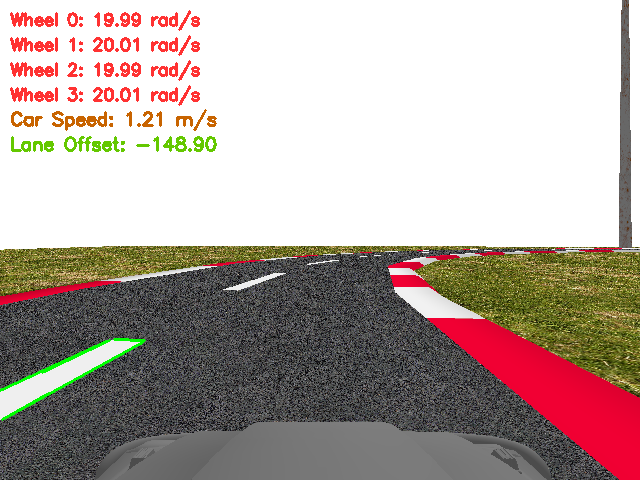 Wheel 0: 19.99 rad/s
Wheel 1: 20.01 rad/s
Wheel 2: 19.99 rad/s
Wheel 3: 20.01 rad/s
Car Speed: 1.21 m/s
Lane Offset: -148.90